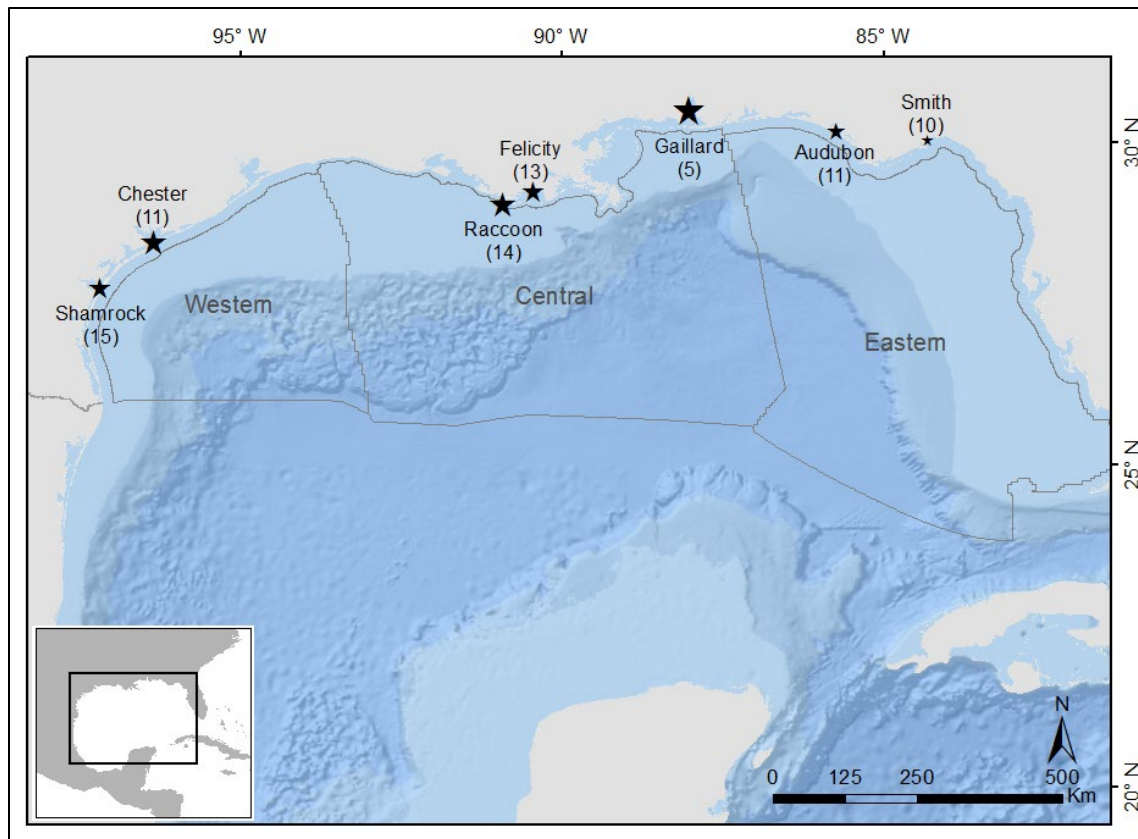 95° W
90° W
85° W
Smith
(10)
30° N
Gaillard
(5)
Audubon
(11)
Felicity
(13)
Chester
(11)
Raccoon
(14)
Shamrock
(15)
Western
Central
Eastern
25° N
N
0
125
250
500
Km
20° N